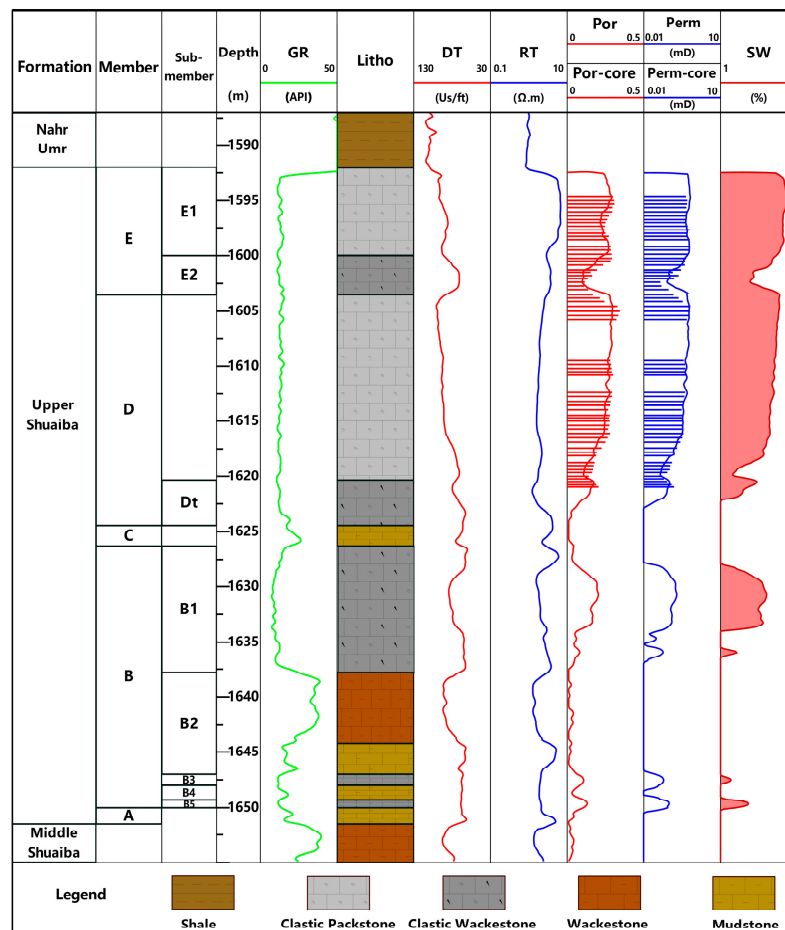 Formation Member Sub-member Depth (m)
GR
0 50
(API)
Litho
DT
130 30
(Us/ft)
RT
0.1 10
(Ω.m)
Por
0 0.5
Por-core
0 0.5
Perm
0.01 10
(mD)
Perm-core
0.01 10
(mD)
SW
1
(%)
Nahr
Umr
Upper
Shuaiba
Middle
Shuaiba
E
D
C
B
A
E1
E2
Dt
B1
B2
B3
B4
B5
1590
1595
1600
1605
1610
1615
1620
1625
1630
1635
1640
1645
1650
Legend
Shale
Clastic Packstone
Clastic Wackestone
Wackestone
Mudstone